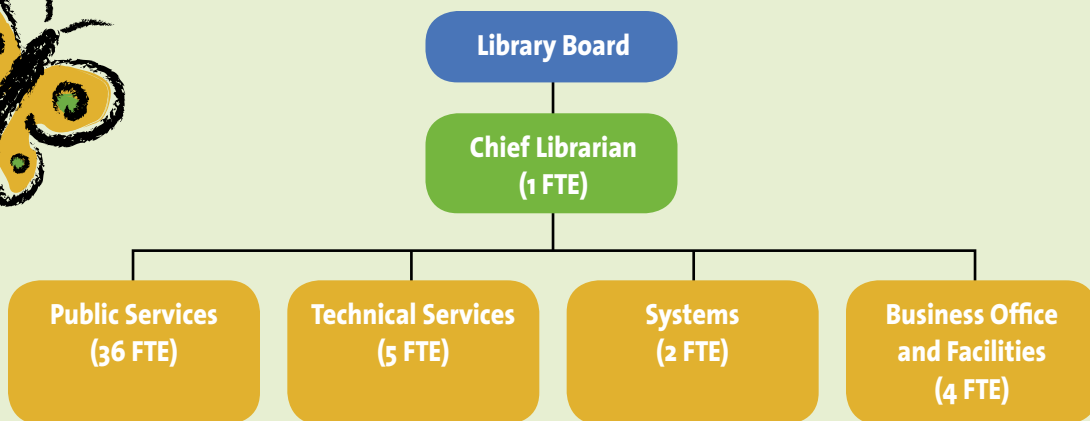 Library Board
Chief Librarian
(1 FTE)
Public Services
(36 FTE)
Technical Services
(5 FTE)
Systems
(2 FTE)
Business Office
and Facilities
(4 FTE)